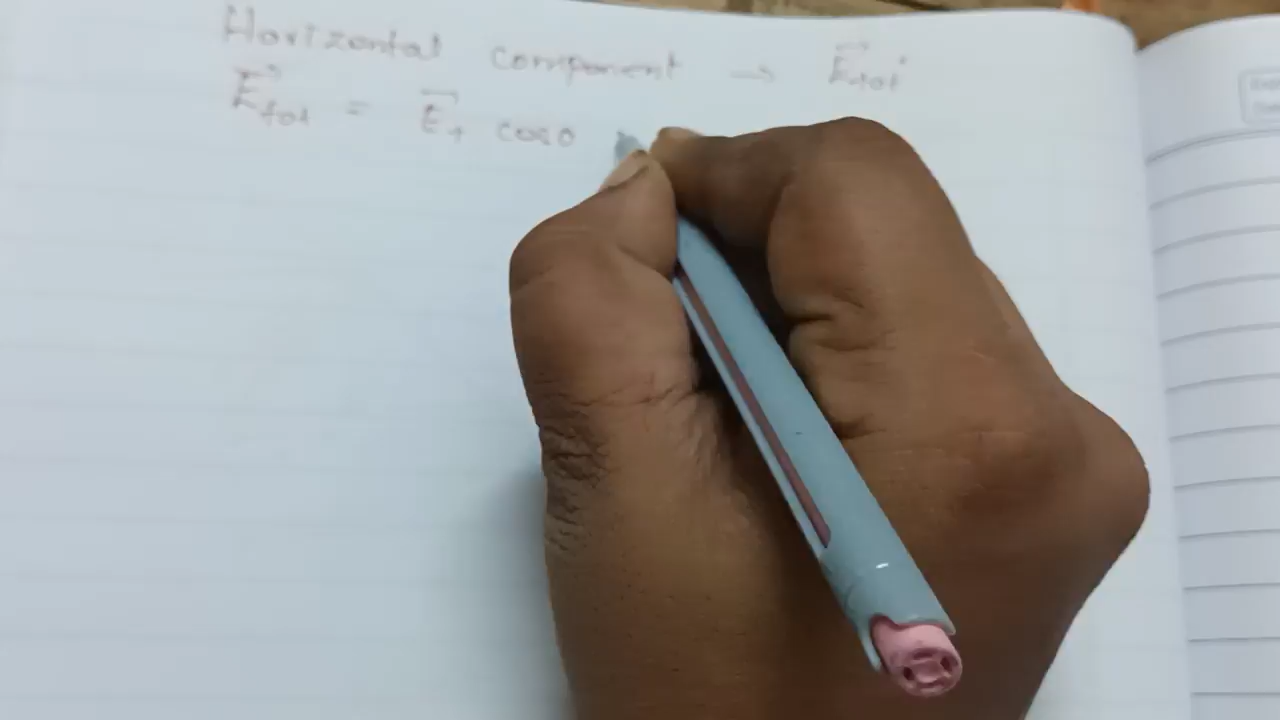 Horizontal component → E⃗tot
E⃗tot = E⃗+ cosθ